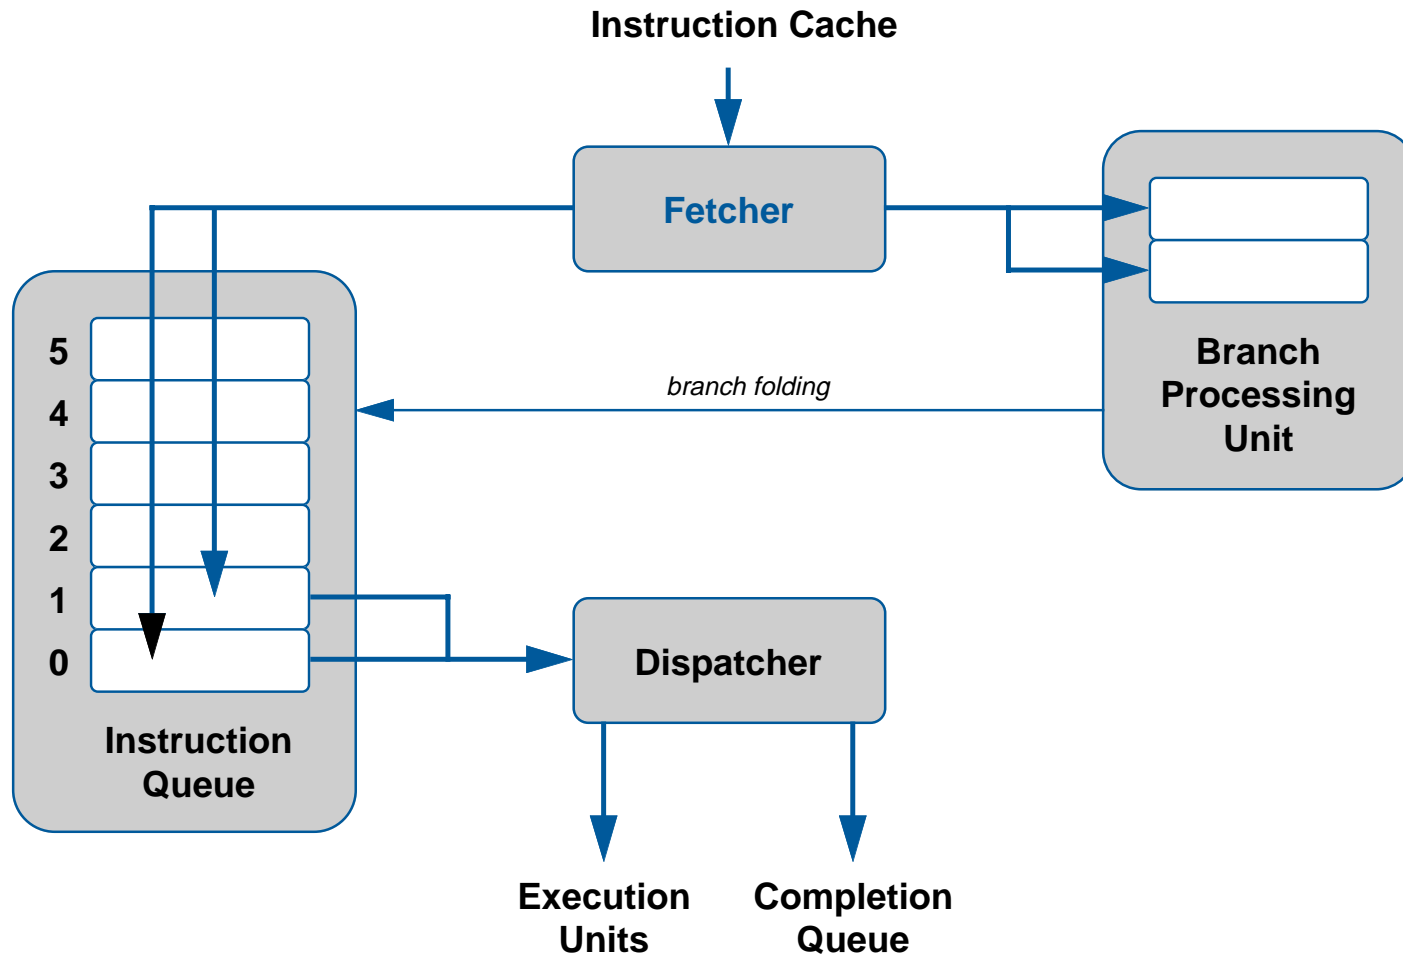 Instruction Cache
Fetcher
Branch
Processing
Unit
branch folding
5
4
3
2
1
0
Instruction
Queue
Dispatcher
Execution
Units
Completion
Queue